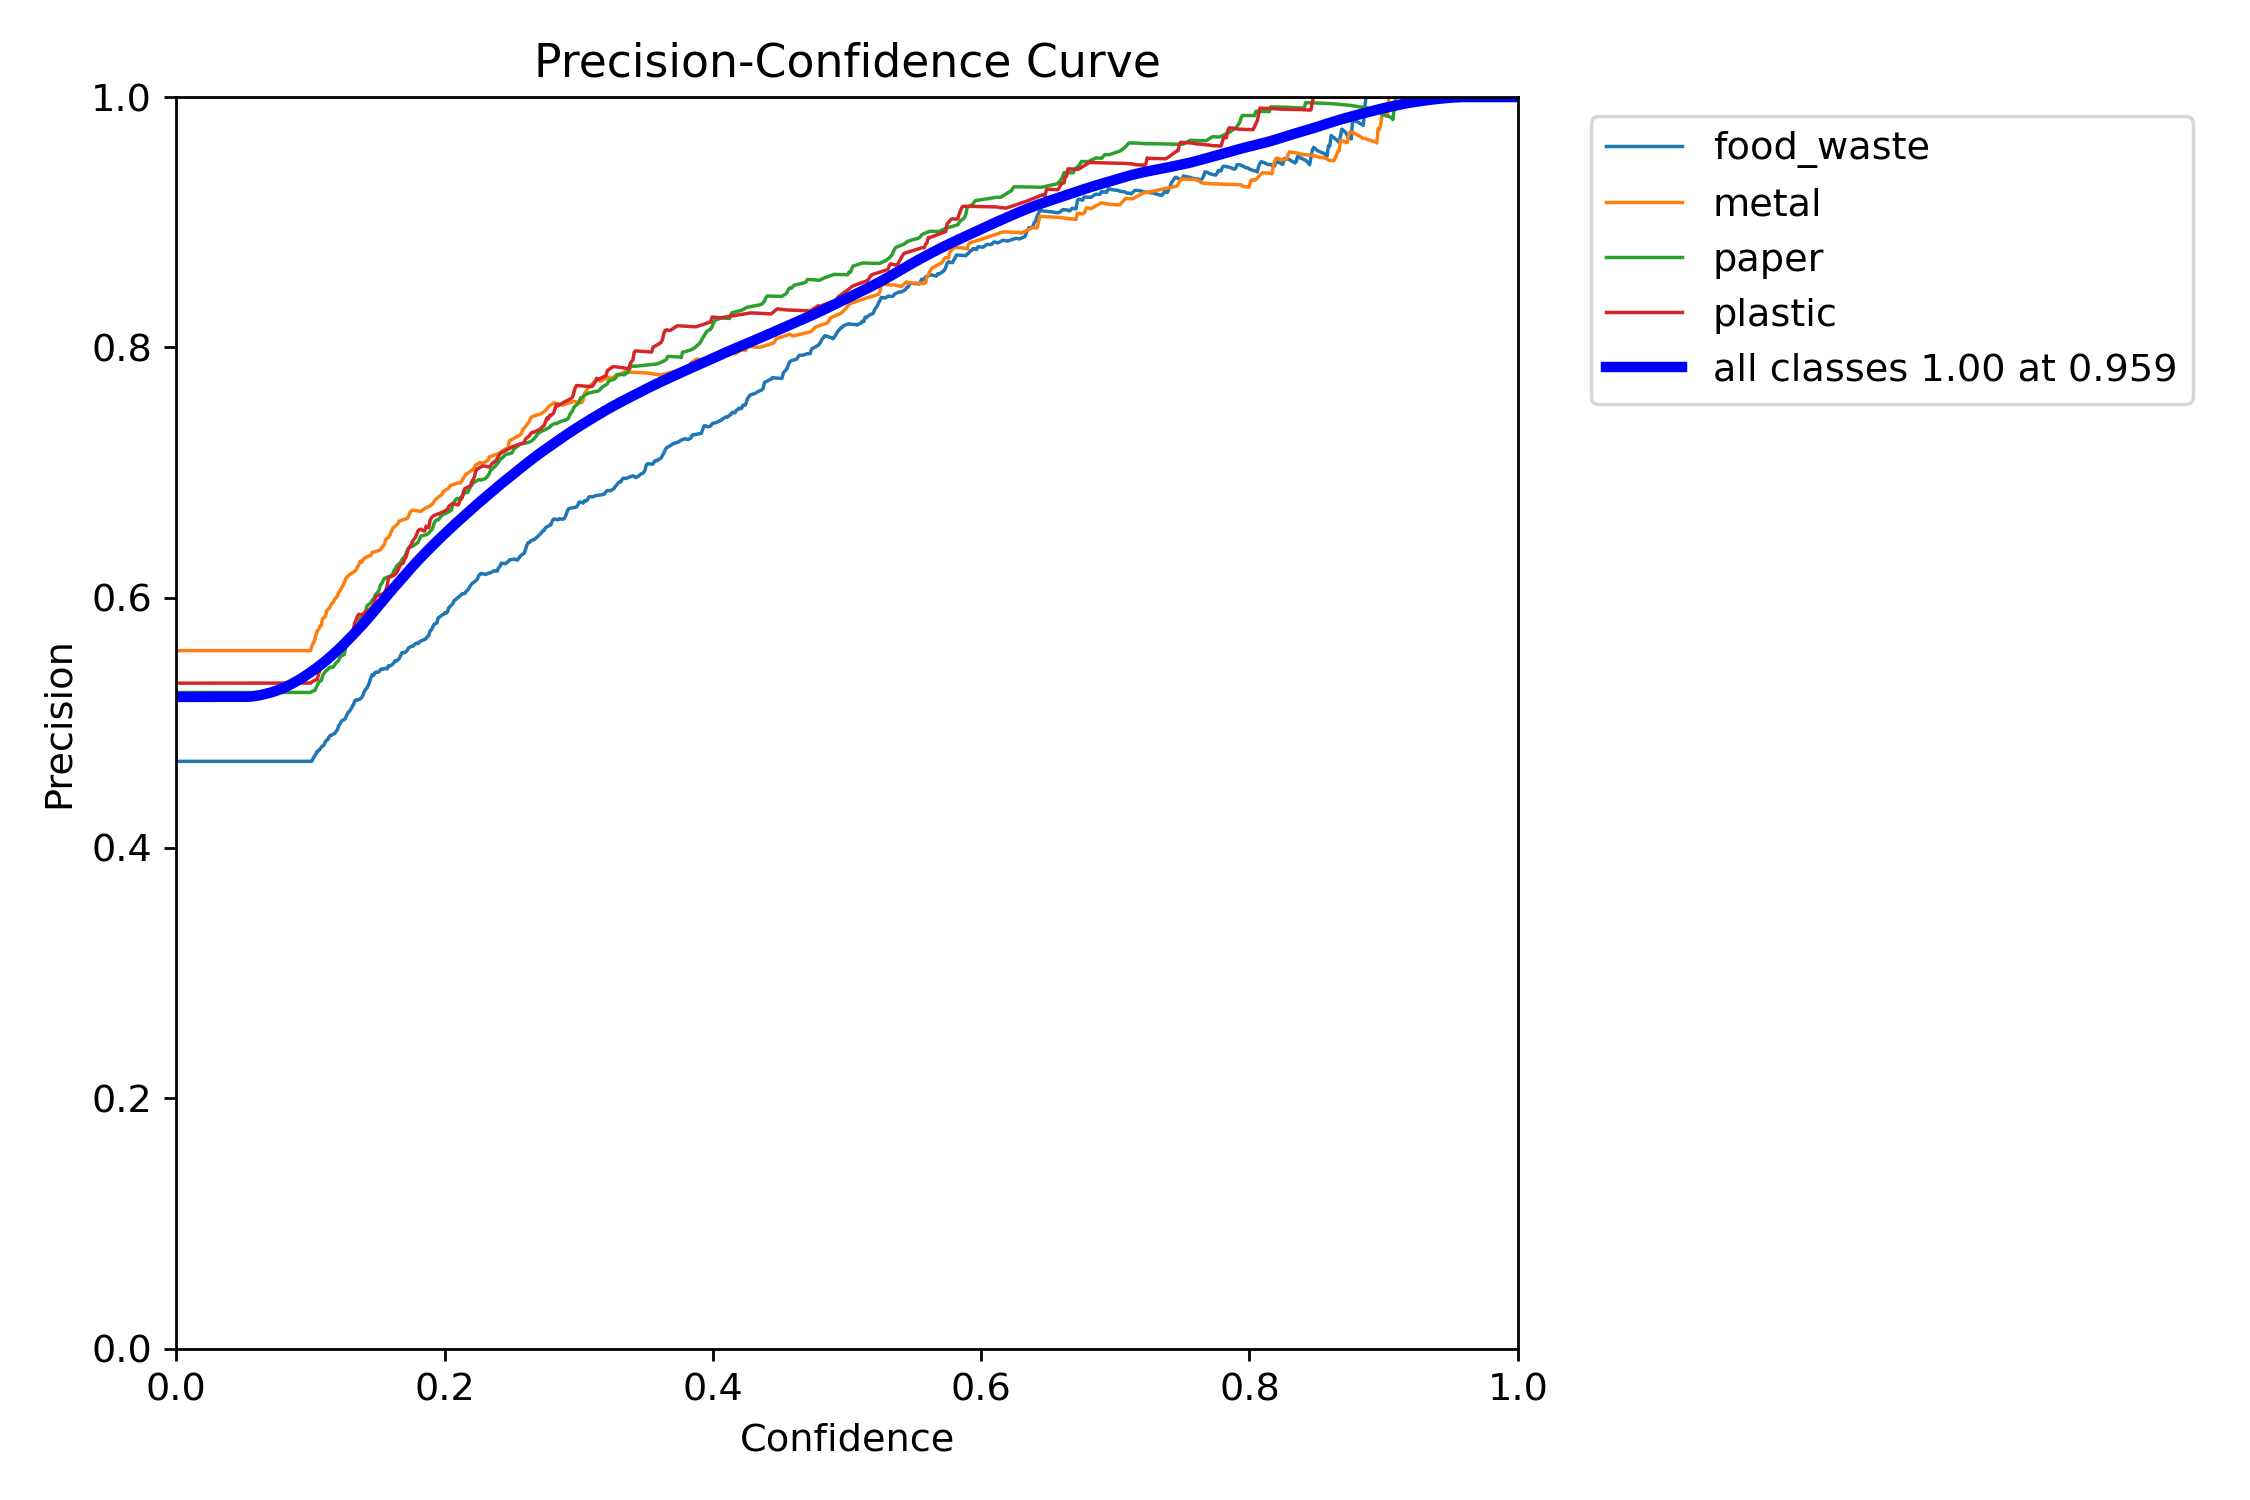 Precision-Confidence Curve
1.0
0.8
0.6
0.4
0.2
0.0
Precision
0.0 0.2 0.4 0.6 0.8 1.0
Confidence
food_waste
metal
paper
plastic
all classes 1.00 at 0.959